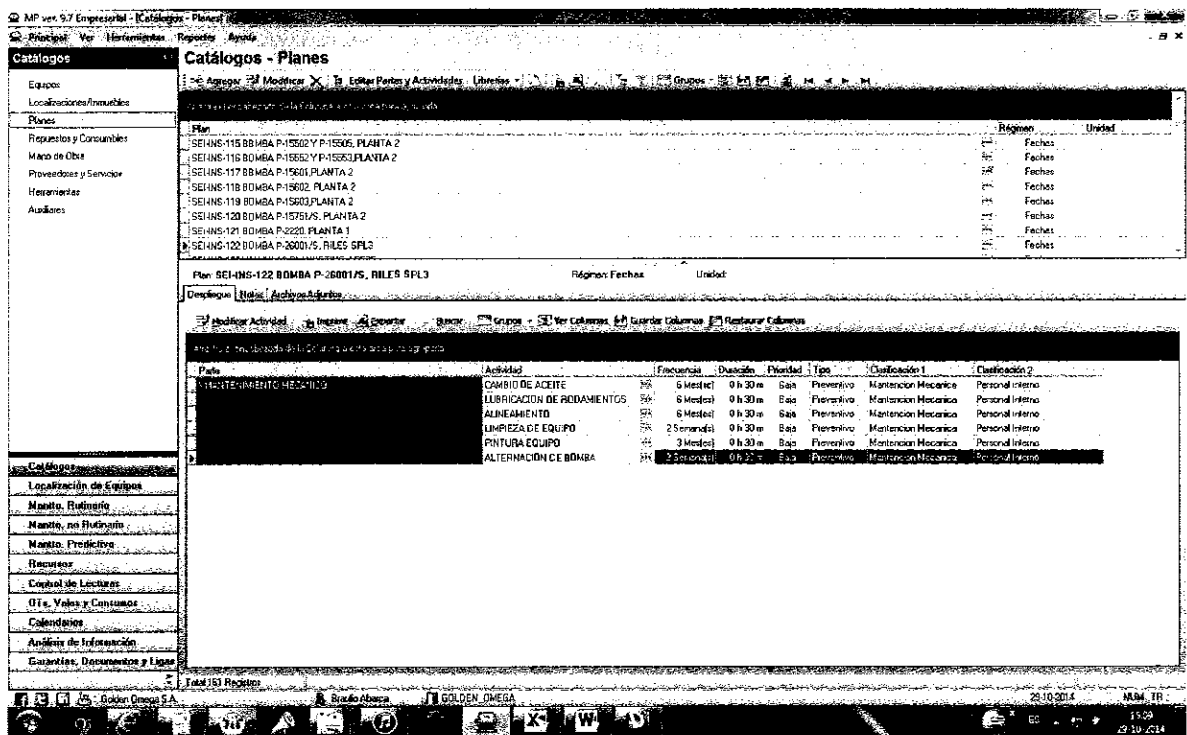 MP ver. 9.7 Empresarial - [Catálogos - Planes]
Principal Ver Herramientas Reportes Ayuda
Catálogos
Catálogos - Planes
Agregar Modificar Editar Partes y Actividades Librerías Grupos
Equipos
Localizaciones/Inmuebles
Planes
Repuestos y Consumibles
Mano de Obra
Proveedores y Servicios
Herramientas
Auxiliares
Plan Régimen Unidad
SEI-INS-115 BBMBA P-15502 Y P-15505, PLANTA 2 Fechas
SEI-INS-116 BOMBA P-15552 Y P-15553,PLANTA 2 Fechas
SEI-INS-117 BBMBA P-15601,PLANTA 2 Fechas
SEI-INS-118 BOMBA P-15602, PLANTA 2 Fechas
SEI-INS-119 BOMBA P-15603,PLANTA 2 Fechas
SEI-INS-120 BOMBA P-15751/S, PLANTA 2 Fechas
SEI-INS-121 BOMBA P-2220, PLANTA 1 Fechas
SEI-INS-122 BOMBA P-26001/S, RILES SPL3 Fechas
Plan: SEI-INS-122 BOMBA P-26001/S, RILES SPL3 Régimen: Fechas Unidad:
Despliegue Notas Archivos Adjuntos
Modificar Actividad Imprimir Exportar Buscar Grupos Ver Columnas Guardar Columnas Restaurar Columnas
Parte Actividad Frecuencia Duración Prioridad Tipo Clasificación 1 Clasificación 2
MANTENIMIENTO MECANICO CAMBIO DE ACEITE 6 Mes(es) 0 h 30 m Baja Preventivo Mantencion Mecanica Personal Interno
LUBRICACION DE RODAMIENTOS 6 Mes(es) 0 h 30 m Baja Preventivo Mantencion Mecanica Personal Interno
ALINEAMIENTO 6 Mes(es) 0 h 30 m Baja Preventivo Mantencion Mecanica Personal Interno
LIMPIEZA DE EQUIPO 2 Semana(s) 0 h 30 m Baja Preventivo Mantencion Mecanica Personal Interno
PINTURA EQUIPO 3 Mes(es) 0 h 30 m Baja Preventivo Mantencion Mecanica Personal Interno
ALTERNACION DE BOMBA 2 Semana(s) Baja Preventivo Mantencion Mecanica Personal Interno
Catálogos
Localización de Equipos
Mantto. Rutinario
Mantto. no Rutinario
Mantto. Predictivo
Recursos
Control de Lecturas
OTs, Vales y Consumos
Calendarios
Análisis de Información
Garantías, Documentos y Ligas
Total 153 Registros
Golden Omega S.A. Braulio Abarca GOLDEN_OMEGA 29-10-2014 NUM TR
15:09
29-10-2014